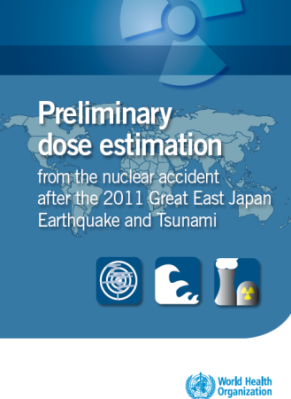 Preliminary
dose estimation
from the nuclear accident
after the 2011 Great East Japan
Earthquake and Tsunami
World Health
Organization